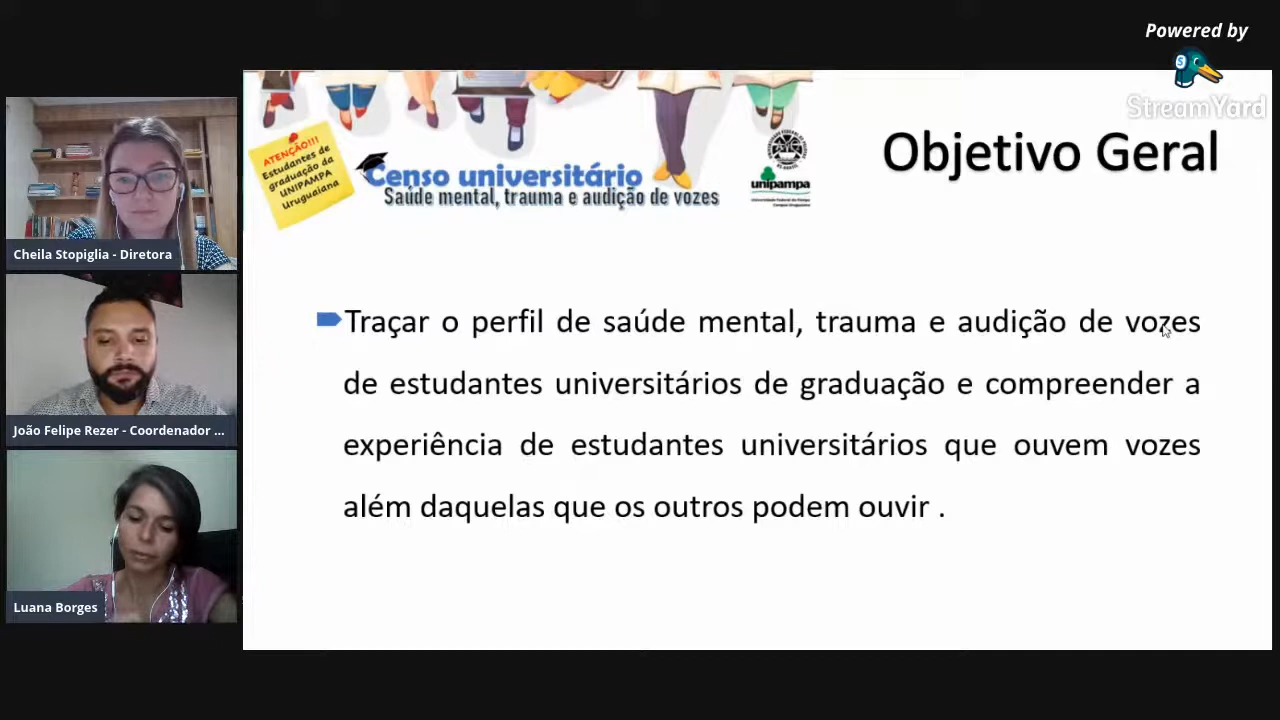 Powered by
StreamYard
ATENÇÃO!!!
Estudantes de
graduação da
UNIPAMPA
Uruguaiana
Censo universitário
Saúde mental, trauma e audição de vozes
unipampa
Objetivo Geral
Traçar o perfil de saúde mental, trauma e audição de vozes
de estudantes universitários de graduação e compreender a
experiência de estudantes universitários que ouvem vozes
além daquelas que os outros podem ouvir .
Cheila Stopiglia - Diretora
João Felipe Rezer - Coordenador ...
Luana Borges